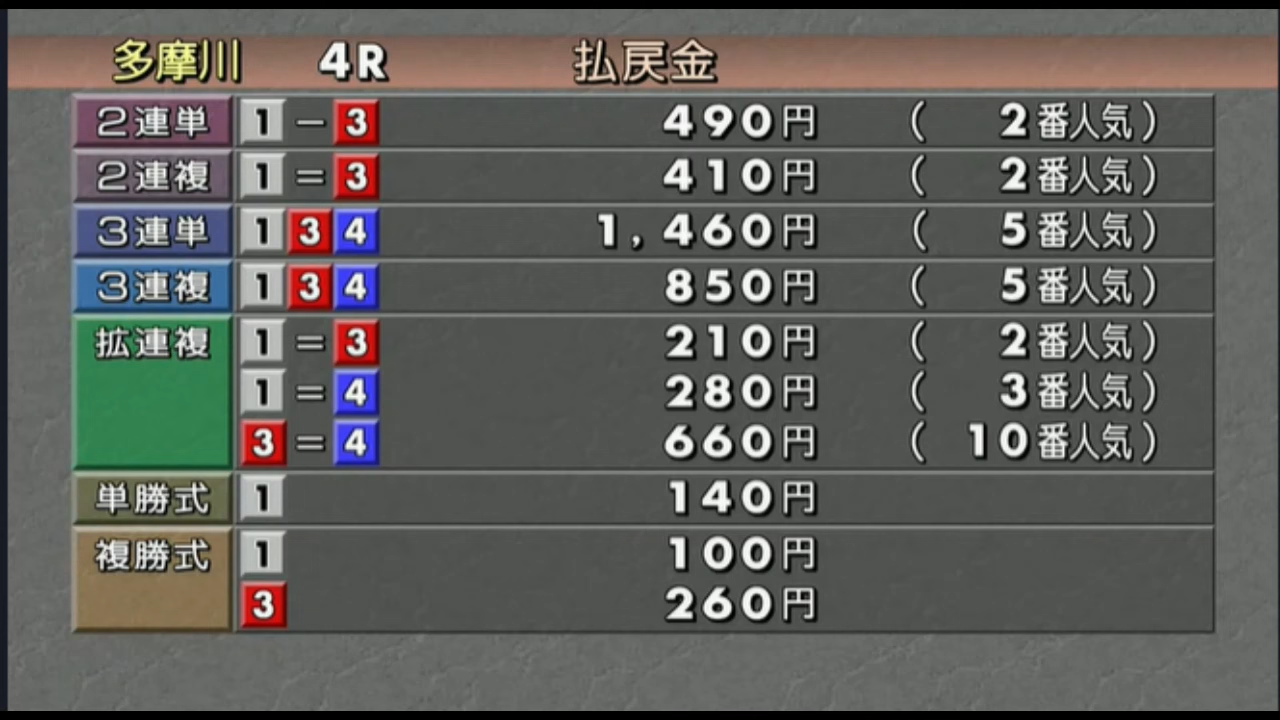 多摩川 4R 払戻金
２連単 1 － 3 490円 ( 2番人気)
２連複 1 ＝ 3 410円 ( 2番人気)
３連単 1 3 4 1,460円 ( 5番人気)
３連複 1 3 4 850円 ( 5番人気)
拡連複 1 ＝ 3 210円 ( 2番人気)
1 ＝ 4 280円 ( 3番人気)
3 ＝ 4 660円 ( 10番人気)
単勝式 1 140円
複勝式 1 100円
3 260円